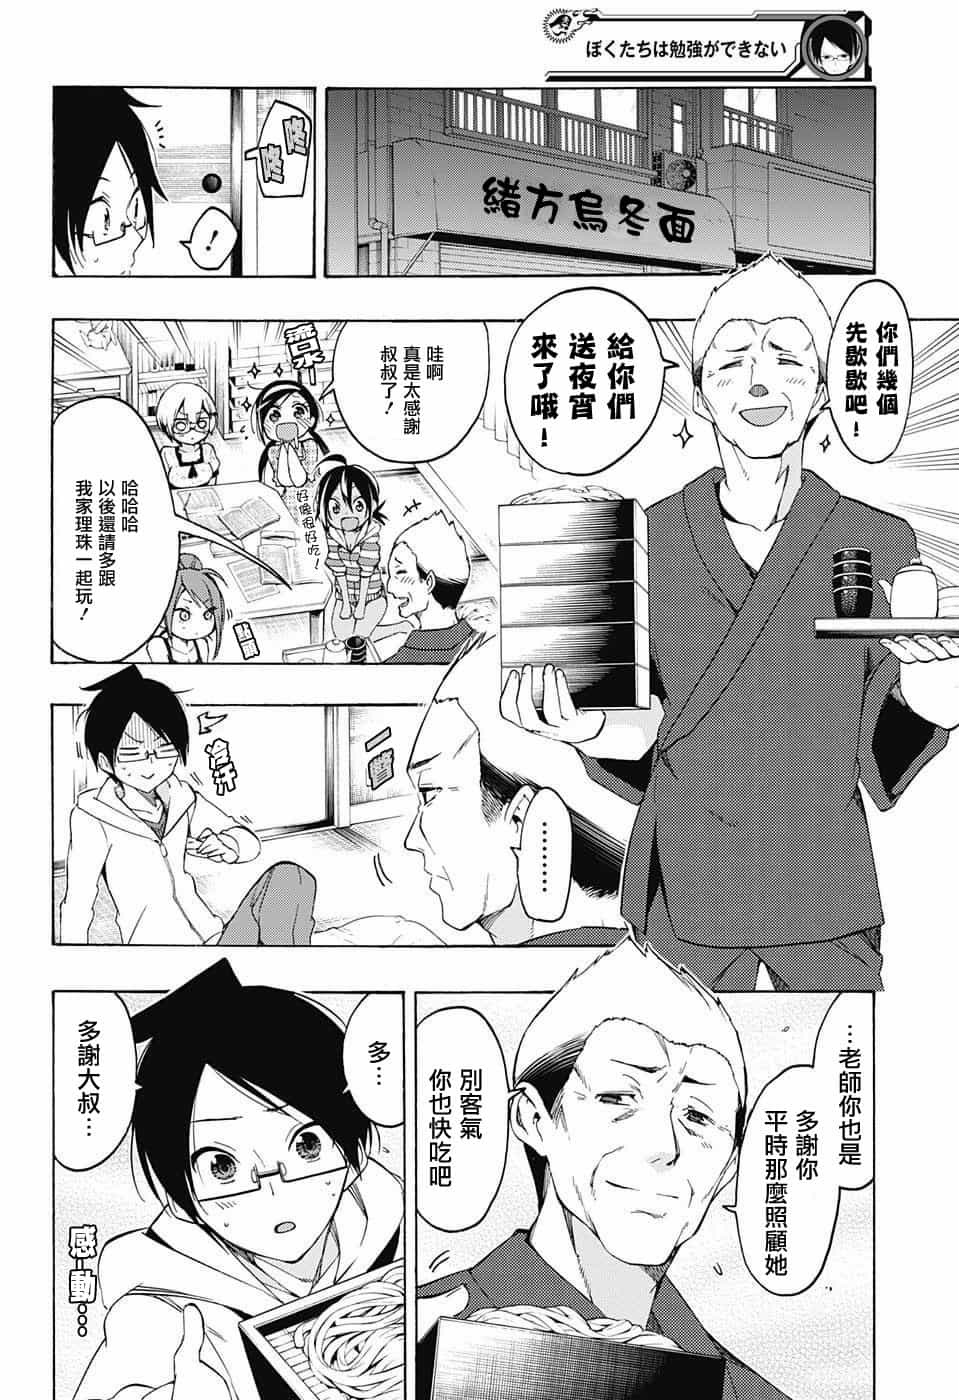 ぼくたちは勉強ができない
緒方烏冬面
咚
咚
！
你們幾個
先歇歇吧！
給你們
送夜宵
來了哦！
哇啊
真是太感謝
叔叔了！
好像很好吃！
哈哈哈
以後還請多跟
我家理珠一起玩！
點頭
一瞥
冷汗
………
…老師你也是
多謝你
平時那麼照顧她
別客氣
你也快吃吧
多…
多謝大叔…
感動…